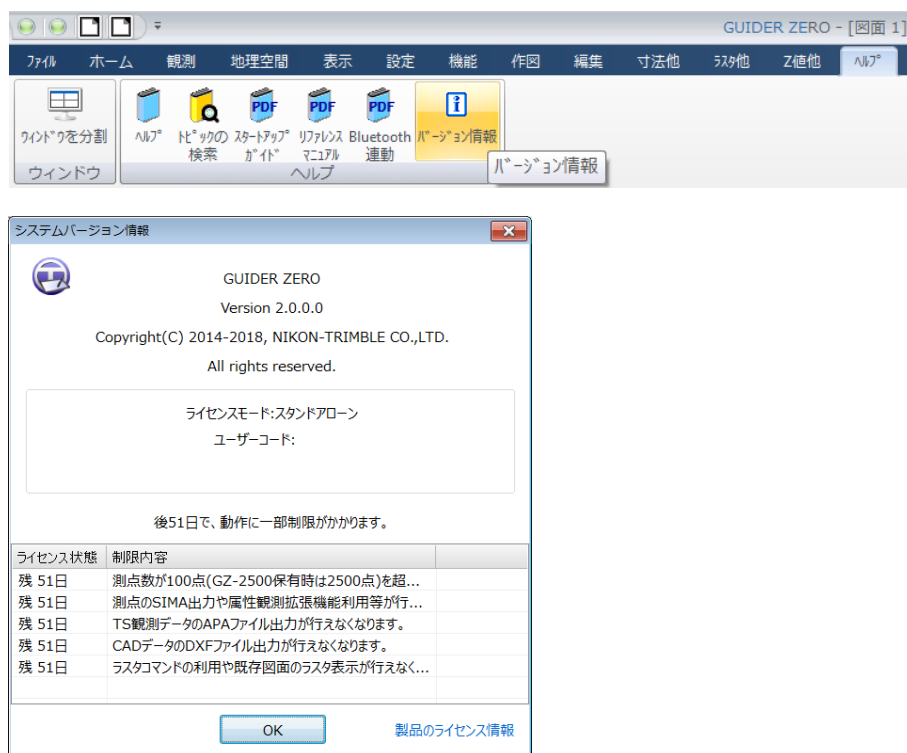 GUIDER ZERO - [図面 1]
ﾌｧｲﾙ ホーム 観測 地理空間 表示 設定 機能 作図 編集 寸法他 ﾗｽﾀ他 Z値他 ﾍﾙﾌﾟ
ｳｨﾝﾄﾞｳを分割 ﾍﾙﾌﾟ ﾄﾋﾟｯｸの検索 PDF ｽﾀｰﾄｱｯﾌﾟｶﾞｲﾄﾞ PDF ﾘﾌｧﾚﾝｽﾏﾆｭｱﾙ PDF Bluetooth連動 ﾊﾞｰｼﾞｮﾝ情報
ウィンドウ ヘルプ ﾊﾞｰｼﾞｮﾝ情報
システムバージョン情報
GUIDER ZERO
Version 2.0.0.0
Copyright(C) 2014-2018, NIKON-TRIMBLE CO.,LTD.
All rights reserved.
ライセンスモード:スタンドアローン
ユーザーコード:
後51日で、動作に一部制限がかかります。
ライセンス状態 制限内容
残 51日 測点数が100点(GZ-2500保有時は2500点)を超...
残 51日 測点のSIMA出力や属性観測拡張機能利用等が行...
残 51日 TS観測データのAPAファイル出力が行えなくなります。
残 51日 CADデータのDXFファイル出力が行えなくなります。
残 51日 ラスタコマンドの利用や既存図面のラスタ表示が行えなく...
OK 製品のライセンス情報